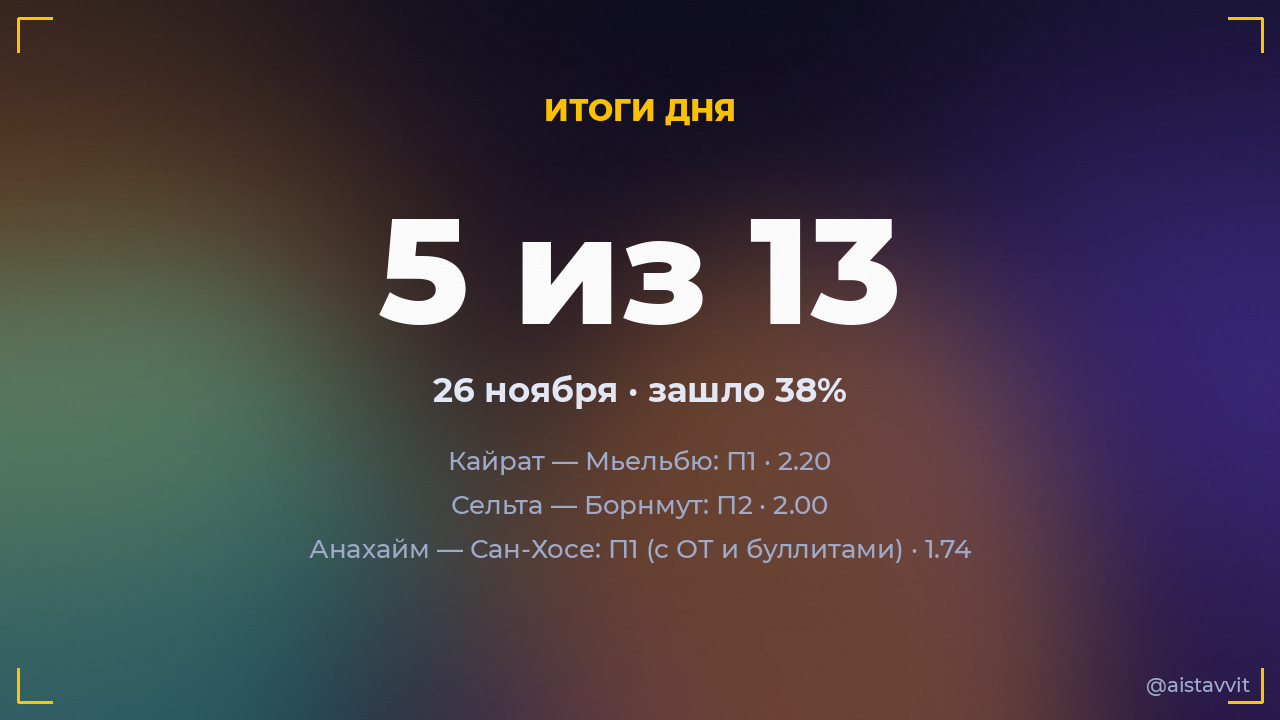 ИТОГИ ДНЯ
5 из 13
26 ноября · зашло 38%
Кайрат — Мьельбю: П1 · 2.20
Сельта — Борнмут: П2 · 2.00
Анахайм — Сан-Хосе: П1 (с ОТ и буллитами) · 1.74
@aistavvit